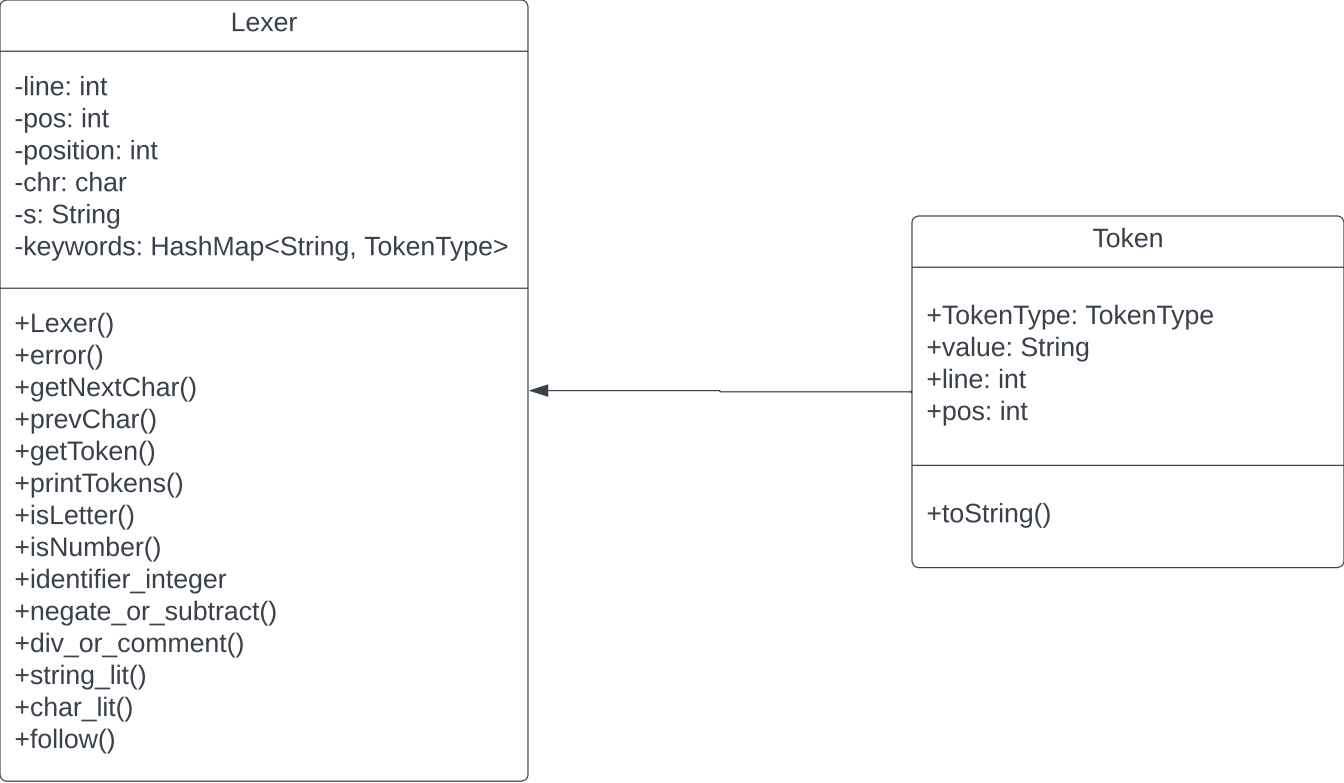 Lexer
-line: int
-pos: int
-position: int
-chr: char
-s: String
-keywords: HashMap<String, TokenType>
+Lexer()
+error()
+getNextChar()
+prevChar()
+getToken()
+printTokens()
+isLetter()
+isNumber()
+identifier_integer
+negate_or_subtract()
+div_or_comment()
+string_lit()
+char_lit()
+follow()
Token
+TokenType: TokenType
+value: String
+line: int
+pos: int
+toString()